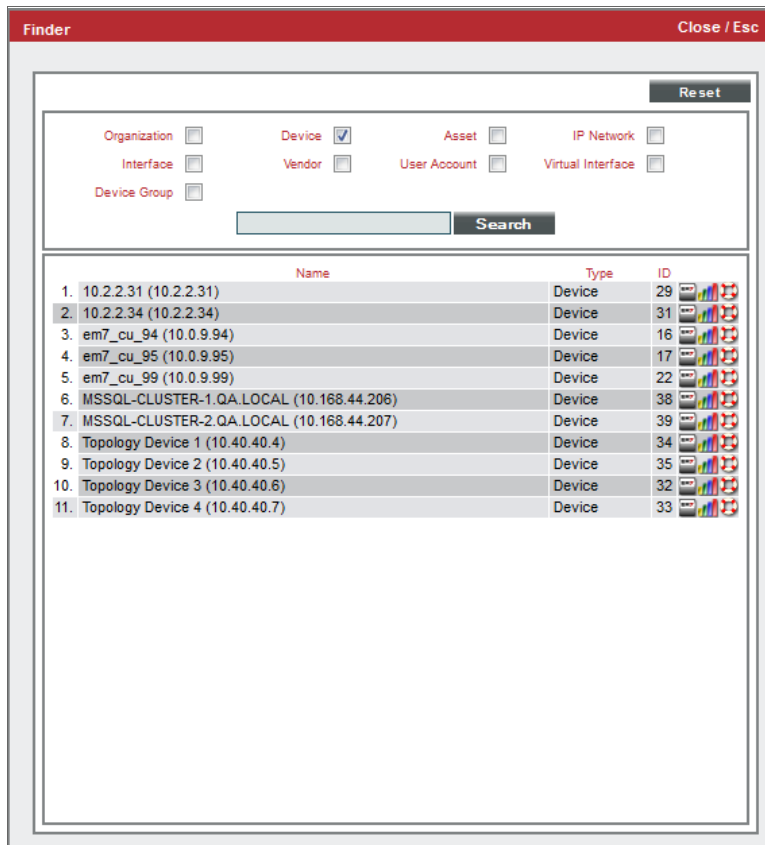 Finder Close / Esc
Reset
Organization Device Asset IP Network
Interface Vendor User Account Virtual Interface
Device Group
Search
Name Type ID
1. 10.2.2.31 (10.2.2.31) Device 29
2. 10.2.2.34 (10.2.2.34) Device 31
3. em7_cu_94 (10.0.9.94) Device 16
4. em7_cu_95 (10.0.9.95) Device 17
5. em7_cu_99 (10.0.9.99) Device 22
6. MSSQL-CLUSTER-1.QA.LOCAL (10.168.44.206) Device 38
7. MSSQL-CLUSTER-2.QA.LOCAL (10.168.44.207) Device 39
8. Topology Device 1 (10.40.40.4) Device 34
9. Topology Device 2 (10.40.40.5) Device 35
10. Topology Device 3 (10.40.40.6) Device 32
11. Topology Device 4 (10.40.40.7) Device 33